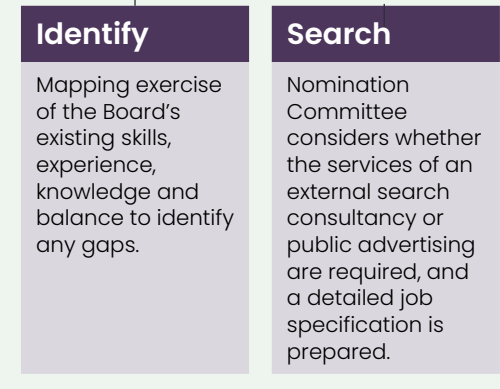 Identify
Mapping exercise
of the Board's
existing skills,
experience,
knowledge and
balance to identify
any gaps.
Search
Nomination
Committee
considers whether
the services of an
external search
consultancy or
public advertising
are required, and
a detailed job
specification is
prepared.